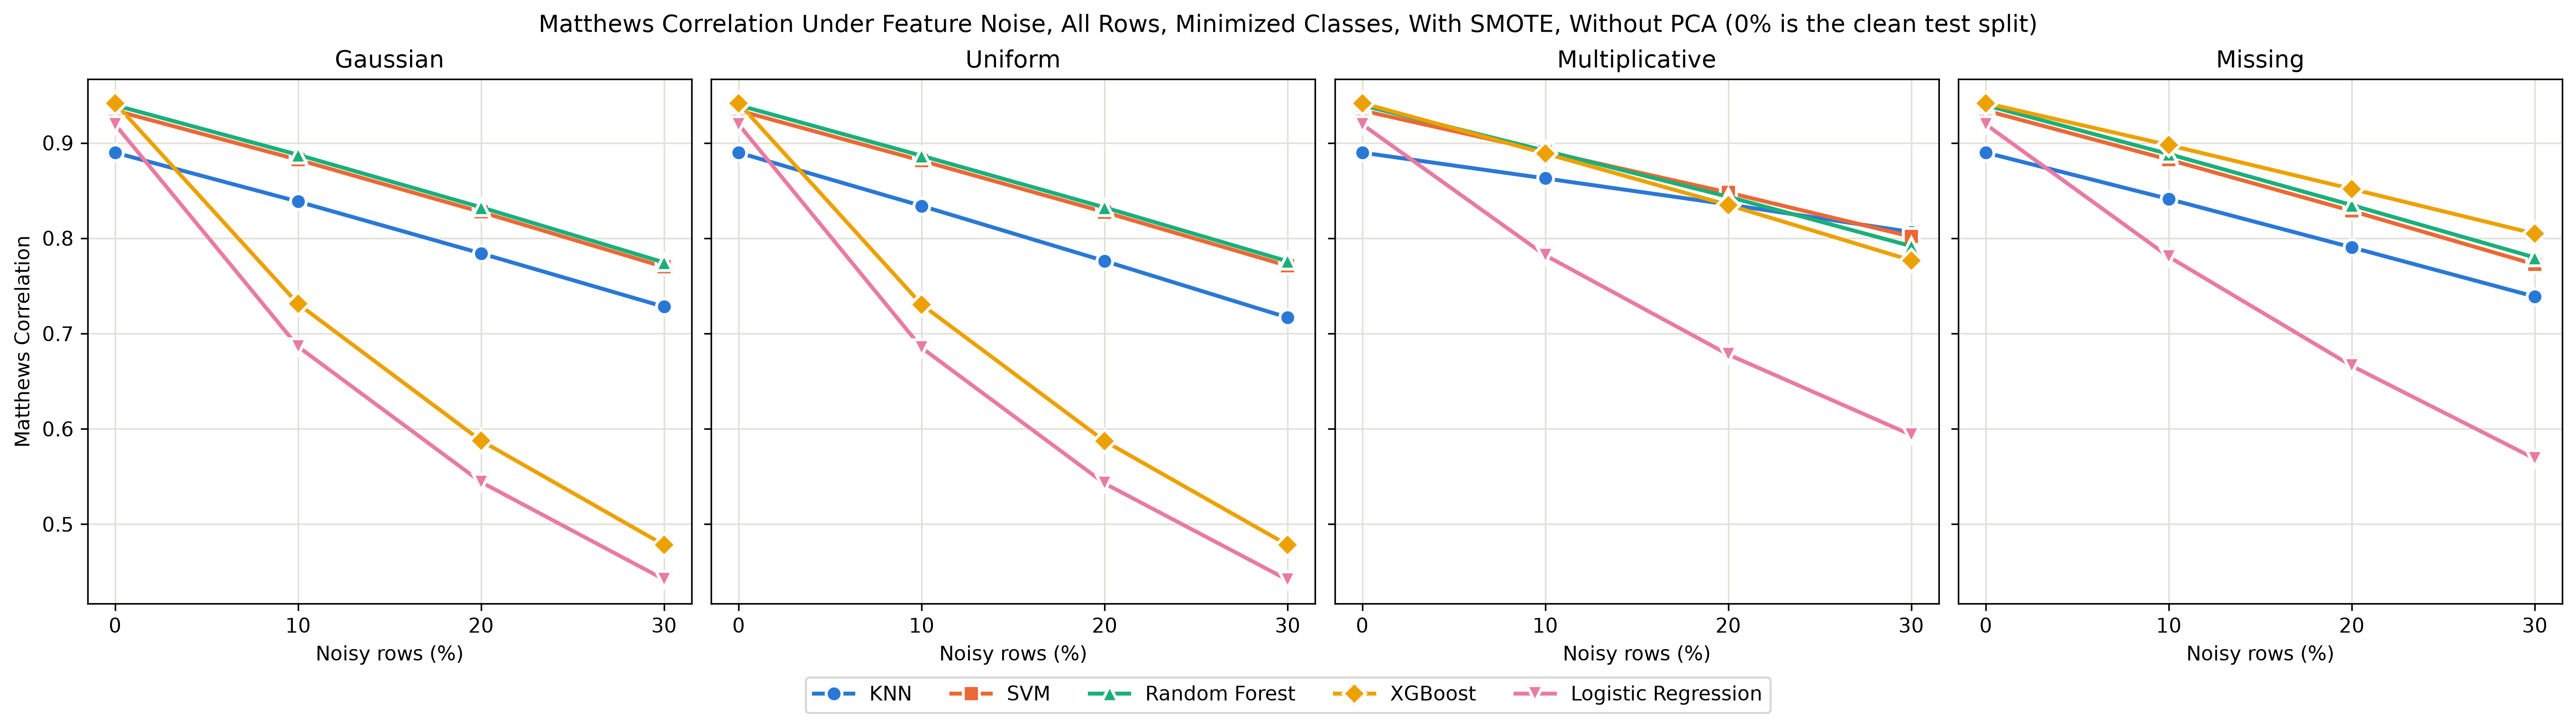 Matthews Correlation Under Feature Noise, All Rows, Minimized Classes, With SMOTE, Without PCA (0% is the clean test split)
Gaussian
Uniform
Multiplicative
Missing
Matthews Correlation
0.9
0.8
0.7
0.6
0.5
0 10 20 30
0 10 20 30
0 10 20 30
0 10 20 30
Noisy rows (%)
Noisy rows (%)
Noisy rows (%)
Noisy rows (%)
KNN SVM Random Forest XGBoost Logistic Regression